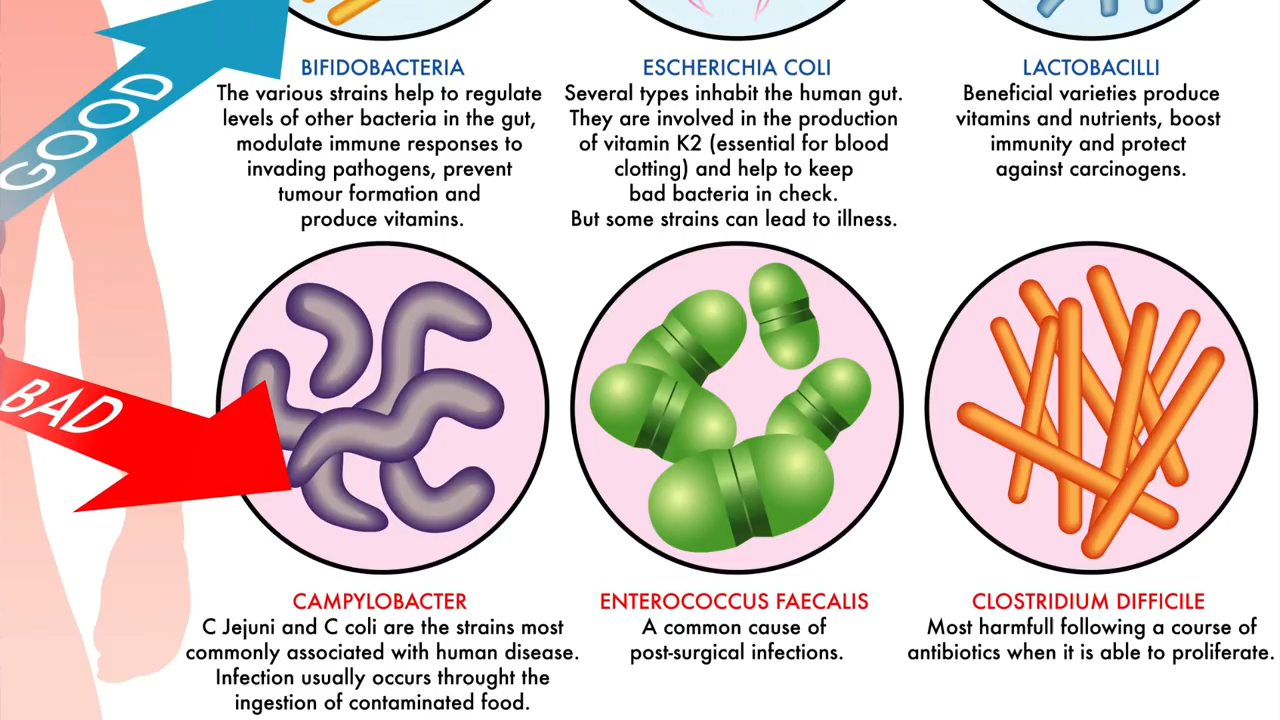 GOOD
BIFIDOBACTERIA
The various strains help to regulate
levels of other bacteria in the gut,
modulate immune responses to
invading pathogens, prevent
tumour formation and
produce vitamins.
ESCHERICHIA COLI
Several types inhabit the human gut.
They are involved in the production
of vitamin K2 (essential for blood
clotting) and help to keep
bad bacteria in check.
But some strains can lead to illness.
LACTOBACILLI
Beneficial varieties produce
vitamins and nutrients, boost
immunity and protect
against carcinogens.
BAD
CAMPYLOBACTER
C Jejuni and C coli are the strains most
commonly associated with human disease.
Infection usually occurs throught the
ingestion of contaminated food.
ENTEROCOCCUS FAECALIS
A common cause of
post-surgical infections.
CLOSTRIDIUM DIFFICILE
Most harmfull following a course of
antibiotics when it is able to proliferate.